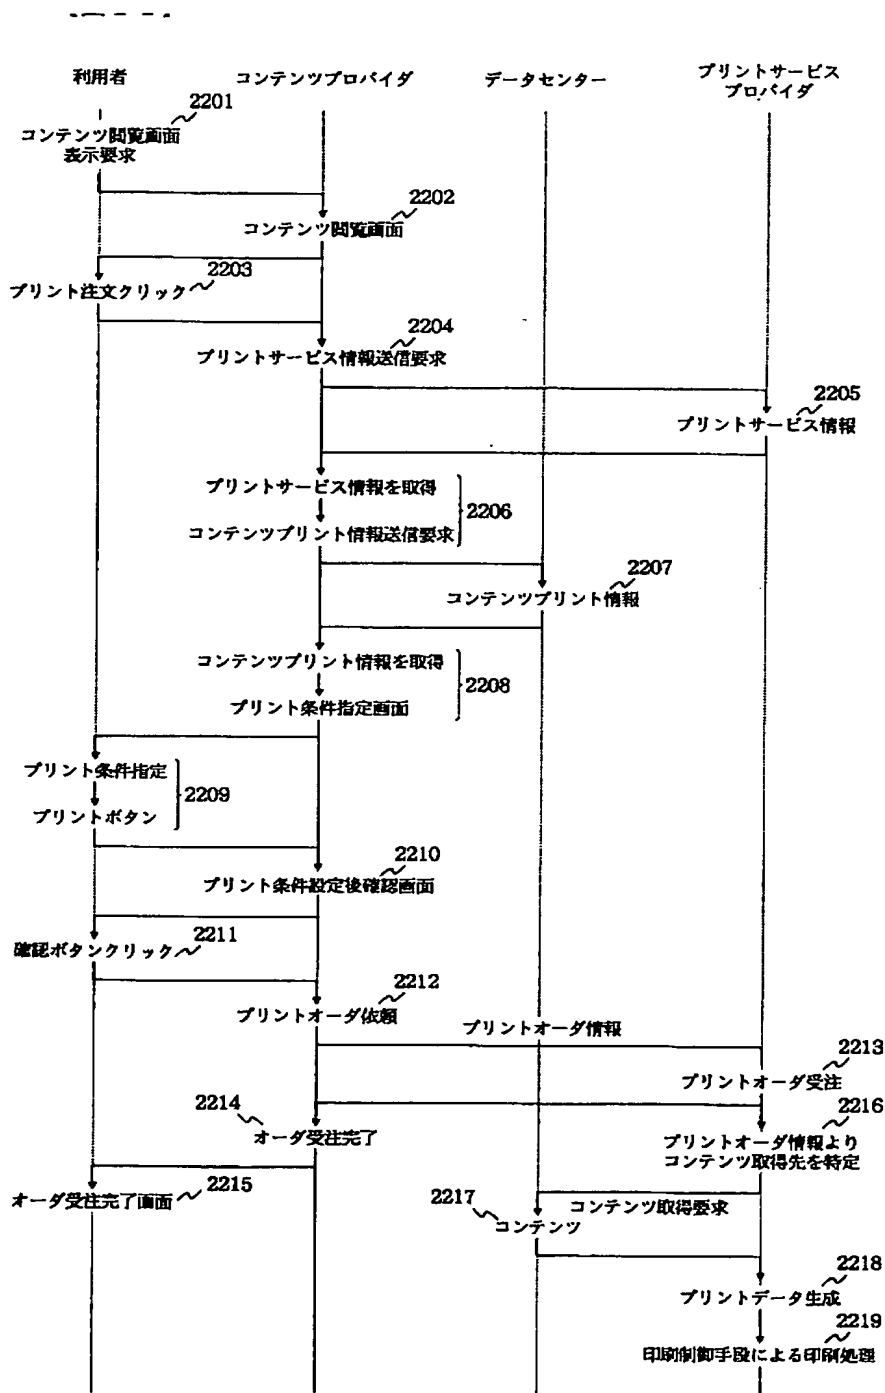 利用者
コンテンツプロバイダ
データセンター
プリントサービス
プロバイダ
2201
コンテンツ閲覧画面
表示要求
2202
コンテンツ閲覧画面
2203
プリント注文クリック
2204
プリントサービス情報送信要求
2205
プリントサービス情報
プリントサービス情報を取得
2206
コンテンツプリント情報送信要求
2207
コンテンツプリント情報
コンテンツプリント情報を取得
2208
プリント条件指定画面
プリント条件指定
2209
プリントボタン
2210
プリント条件設定後確認画面
2211
確認ボタンクリック
2212
プリントオーダ依頼
プリントオーダ情報
2213
プリントオーダ受注
2214
オーダ受注完了
2216
プリントオーダ情報より
コンテンツ取得先を特定
2215
オーダ受注完了画面
コンテンツ取得要求
2217
コンテンツ
2218
プリントデータ生成
2219
印刷制御手段による印刷処理